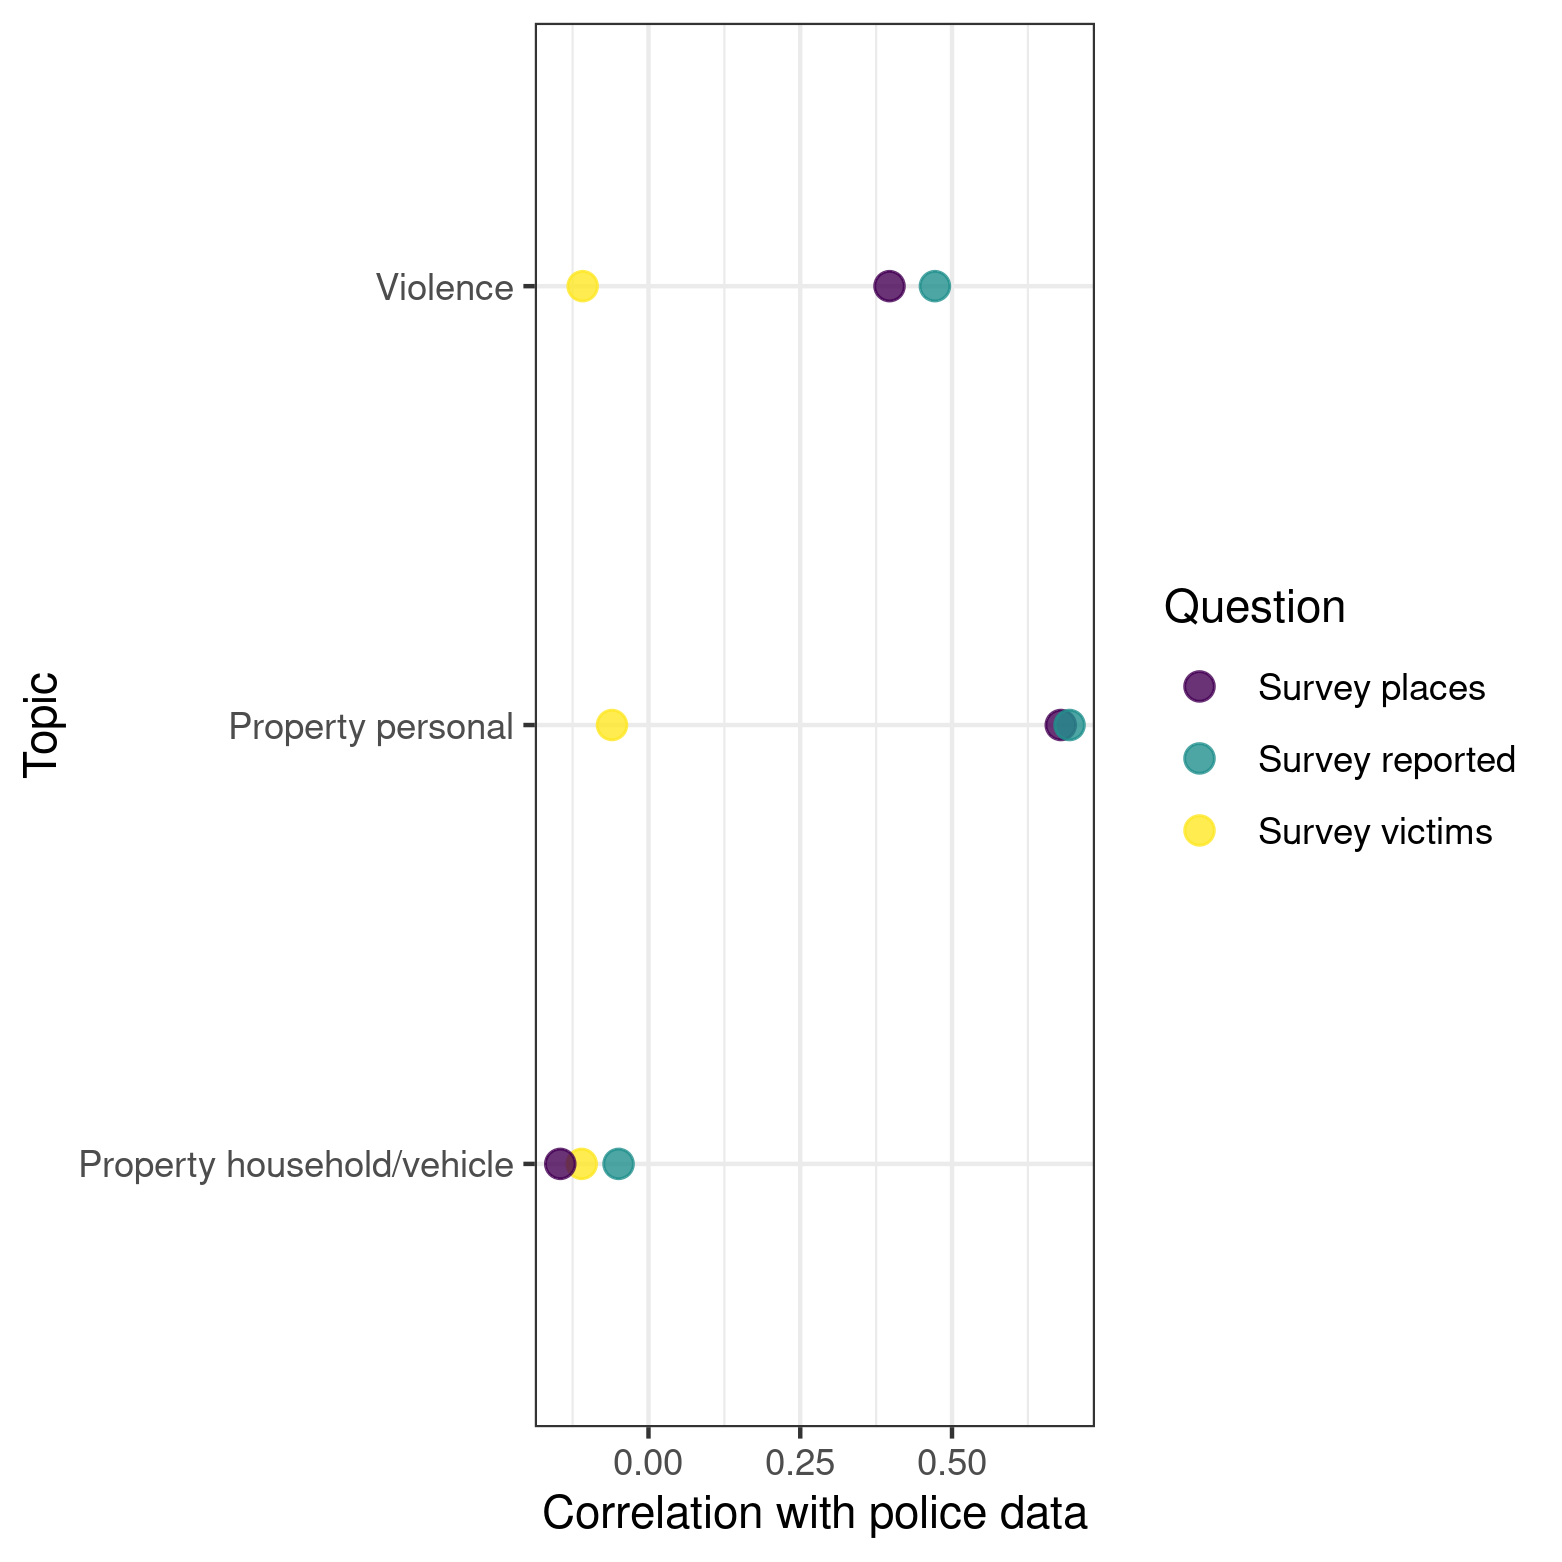 Violence
Property personal
Property household/vehicle
Topic
0.00 0.25 0.50
Correlation with police data
Question
Survey places
Survey reported
Survey victims